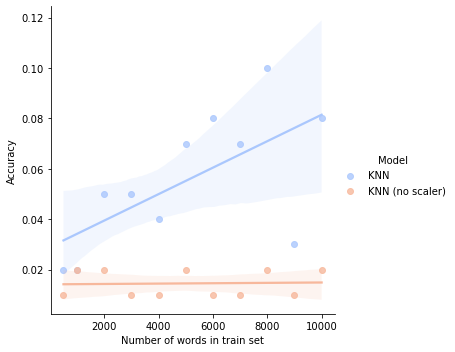 0.12
0.10
0.08
0.06
0.04
0.02
Accuracy
2000 4000 6000 8000 10000
Number of words in train set
Model
KNN
KNN (no scaler)